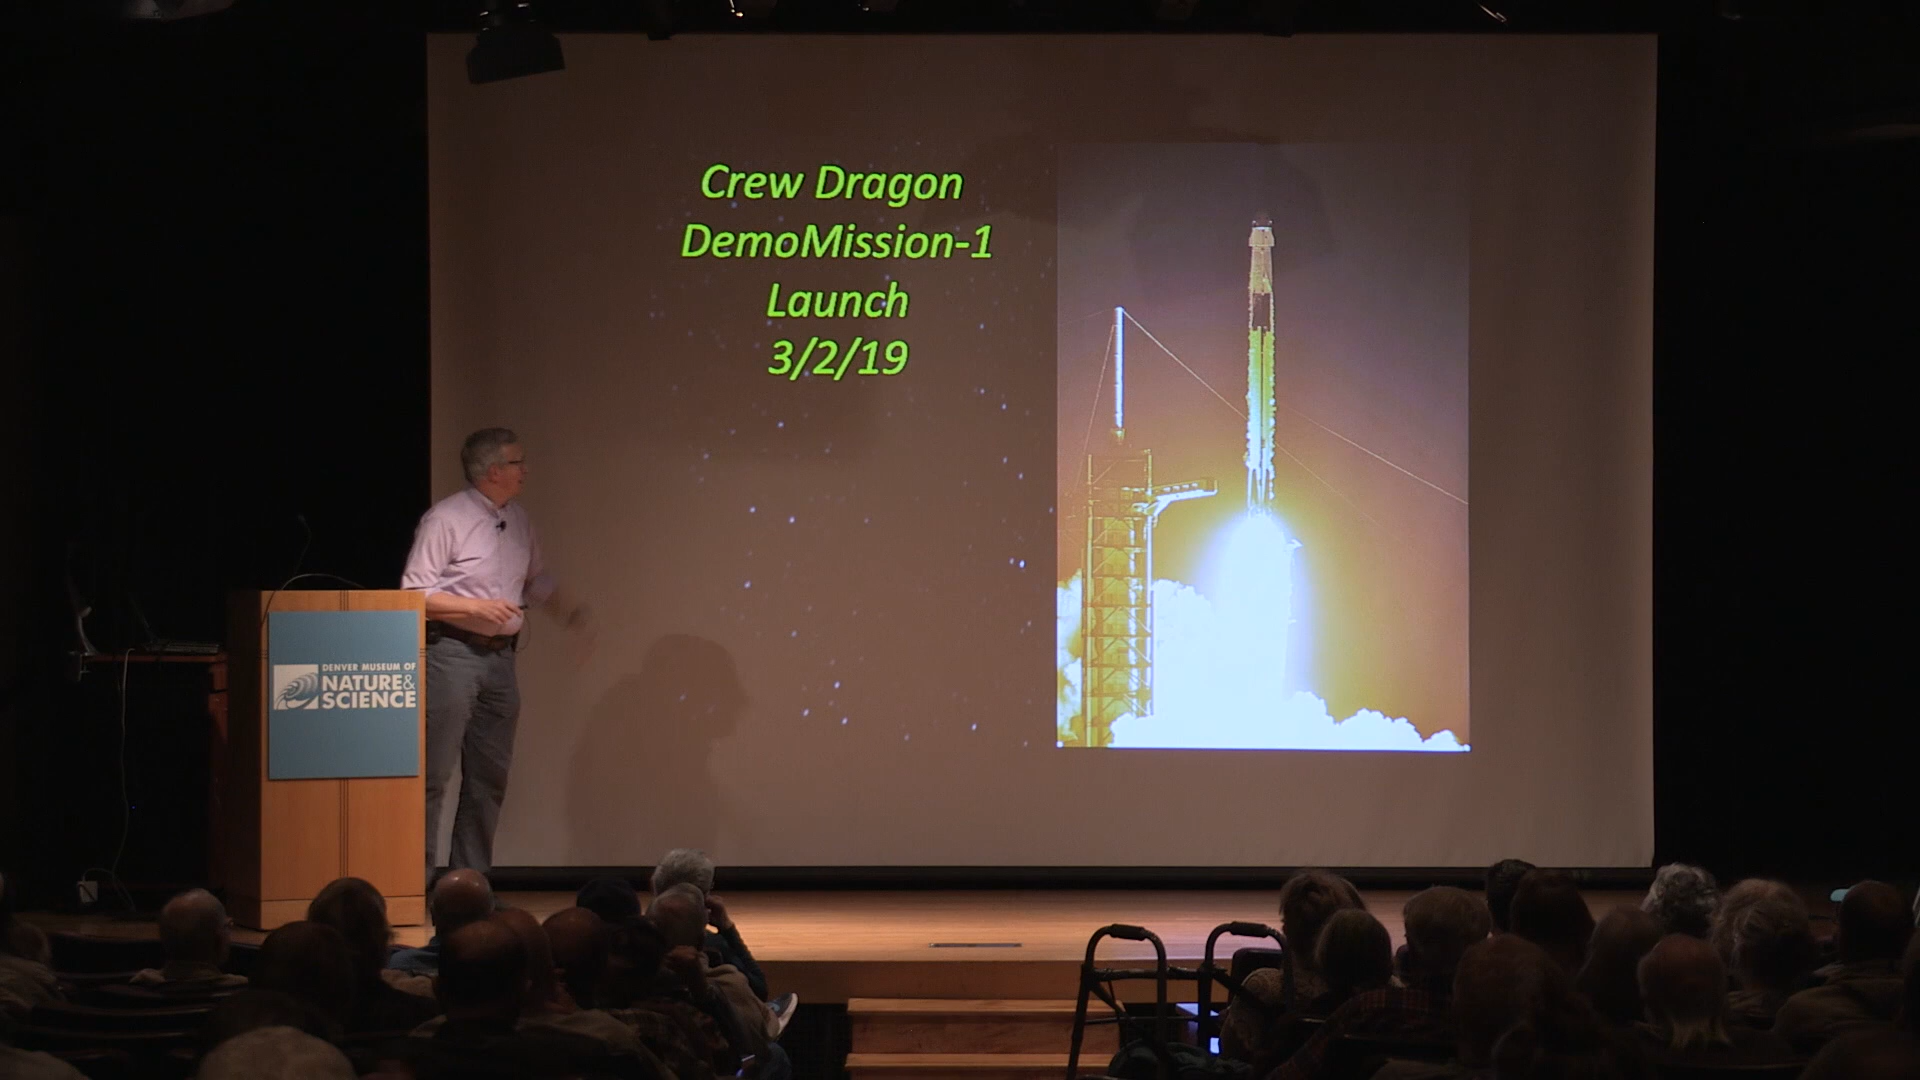 Crew Dragon
DemoMission-1
Launch
3/2/19
DENVER MUSEUM OF
NATURE&
SCIENCE